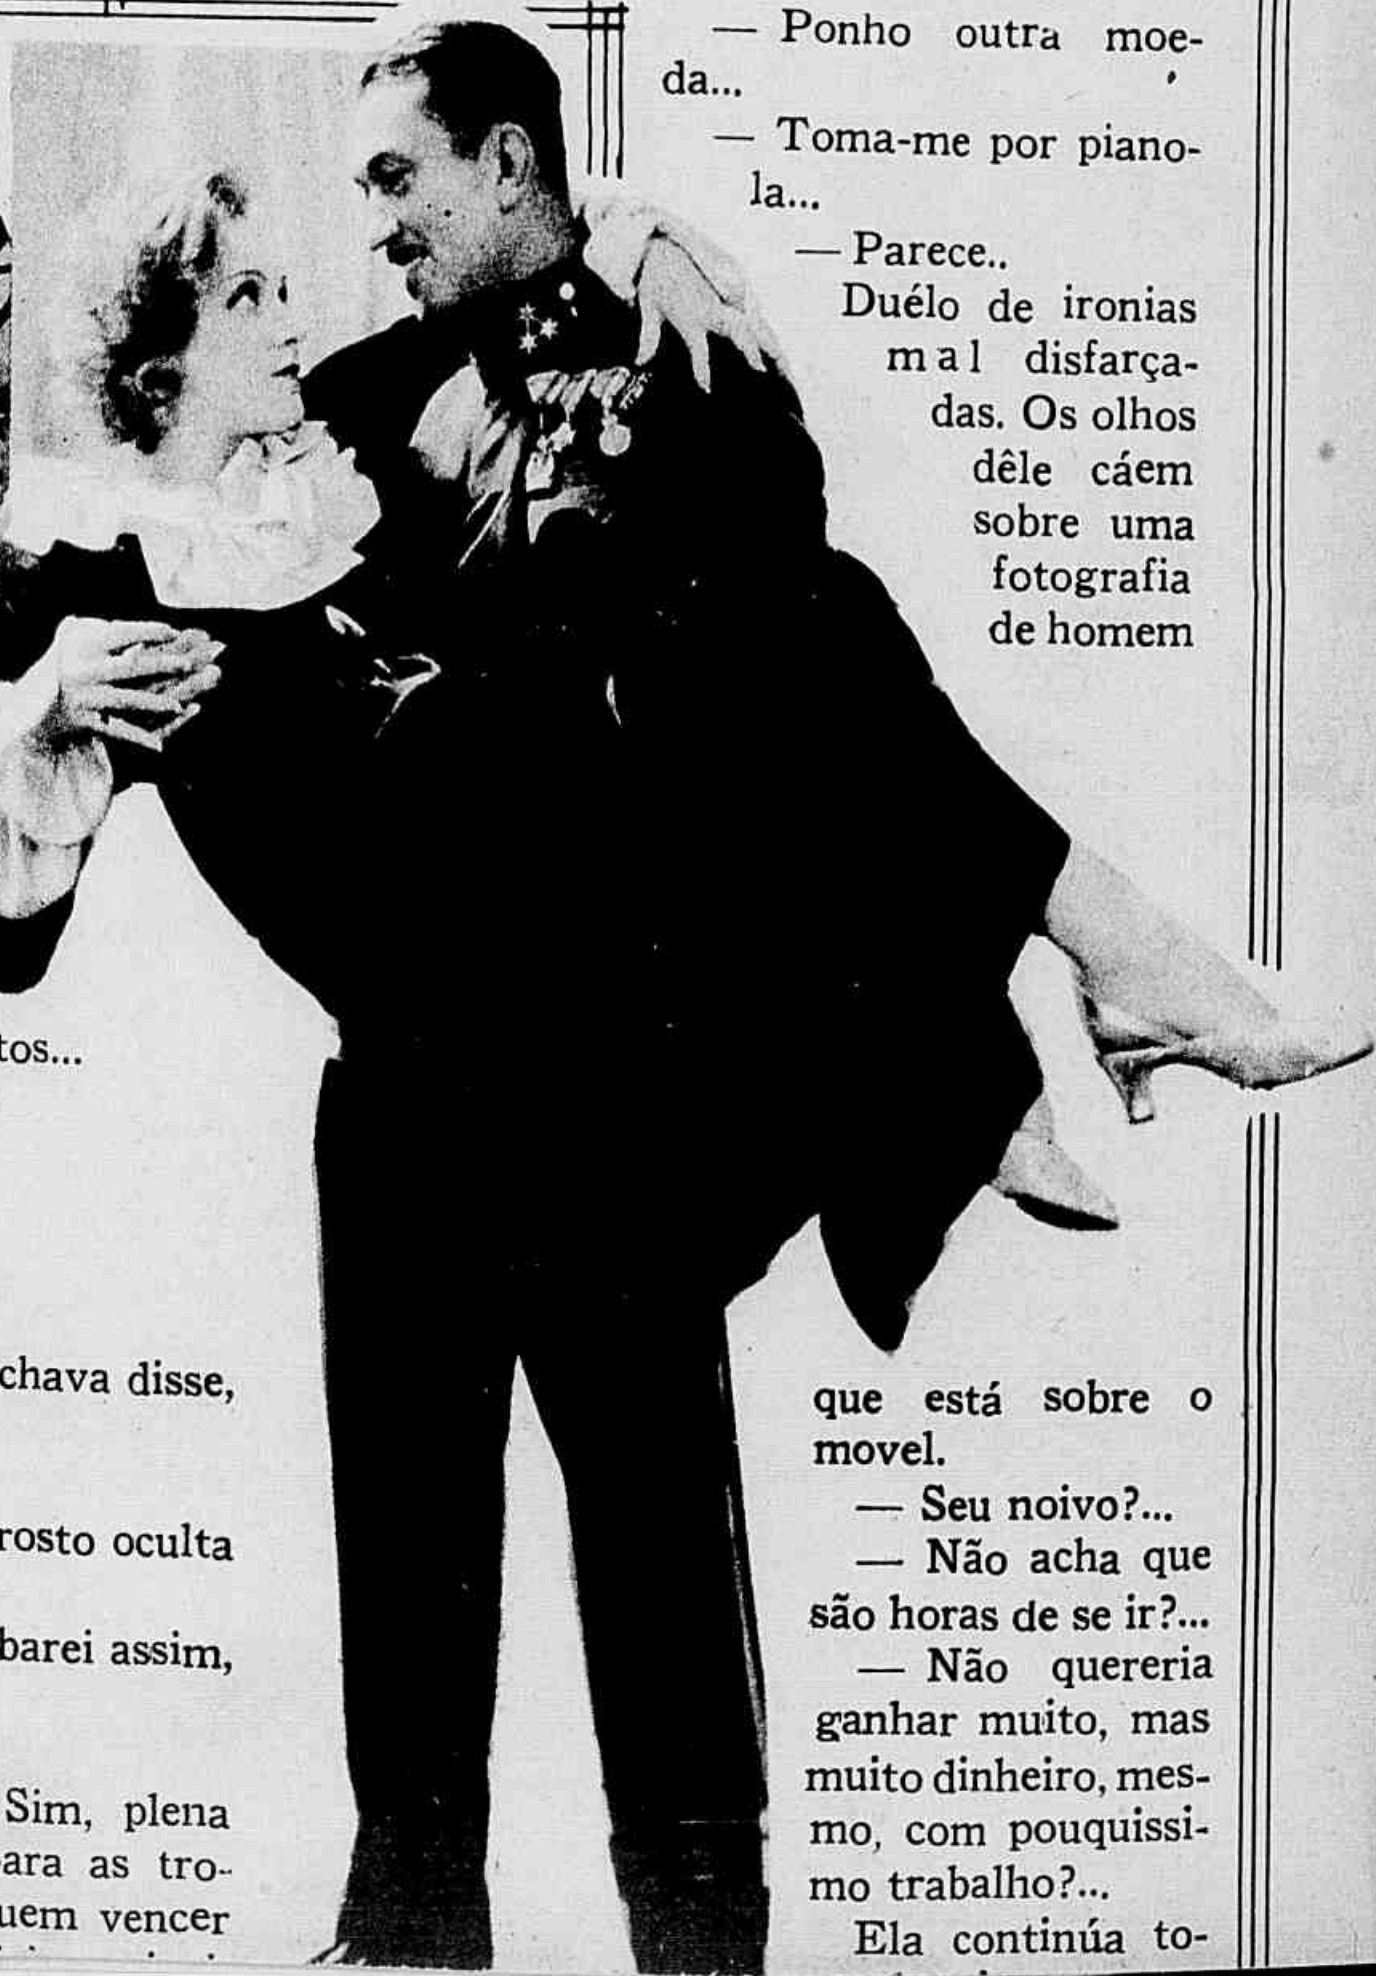 tos...
chava disse,
rosto oculta
barei assim,
Sim, plena
ara as tro-
uem vencer
— Ponho outra moe-
da...
— Toma-me por piano-
la...
— Parece..
Duélo de ironias
mal disfarça-
das. Os olhos
dêle cáem
sobre uma
fotografia
de homem
que está sobre o
movel.
— Seu noivo?...
— Não acha que
são horas de se ir?...
— Não quereria
ganhar muito, mas
muito dinheiro, mes-
mo, com pouquissi-
mo trabalho?...
Ela continúa to-